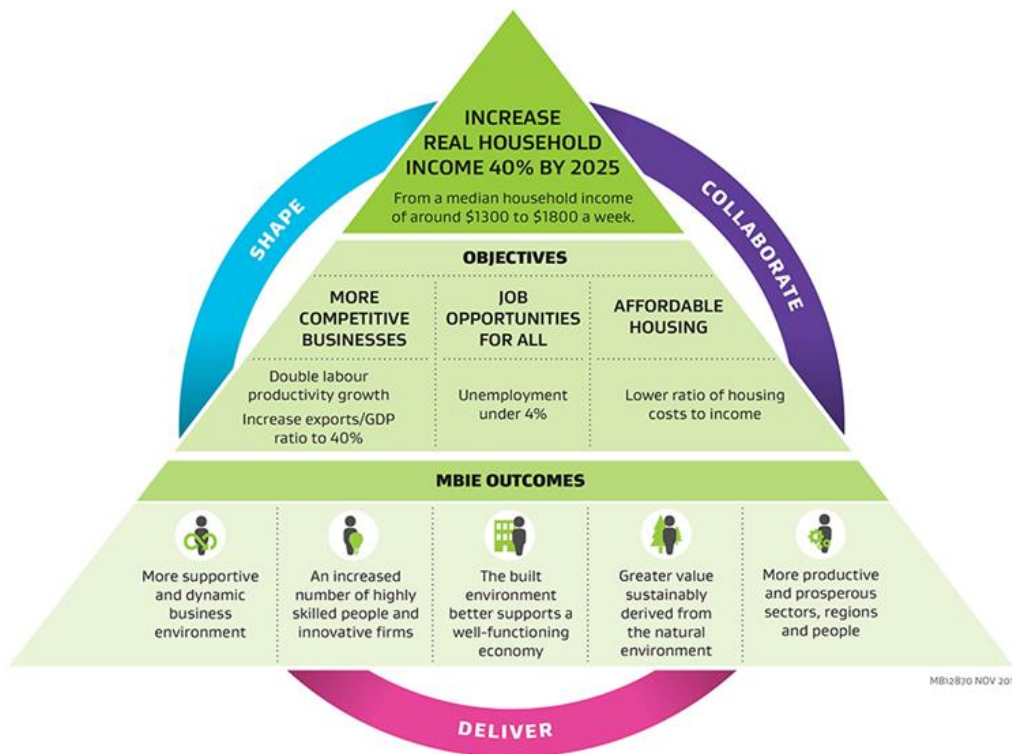 INCREASE
REAL HOUSEHOLD
INCOME 40% BY 2025
From a median household income
of around $1300 to $1800 a week.
SHAPE
COLLABORATE
OBJECTIVES
MORE
COMPETITIVE
BUSINESSES
Double labour
productivity growth
Increase exports/GDP
ratio to 40%
JOB
OPPORTUNITIES
FOR ALL
Unemployment
under 4%
AFFORDABLE
HOUSING
Lower ratio of housing
costs to income
MBIE OUTCOMES
More supportive
and dynamic
business
environment
An increased
number of highly
skilled people and
innovative firms
The built
environment
better supports a
well-functioning
economy
Greater value
sustainably
derived from
the natural
environment
More productive
and prosperous
sectors, regions
and people
MB12870 NOV
DELIVER